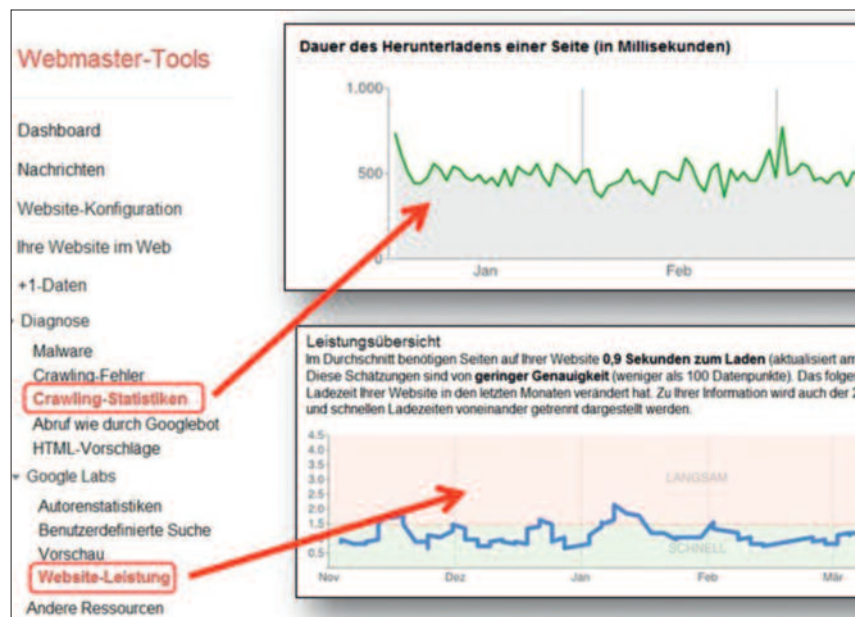 Webmaster-Tools
Dashboard
Nachrichten
Website-Konfiguration
Ihre Website im Web
+1-Daten
Diagnose
Malware
Crawling-Fehler
Crawling-Statistiken
Abruf wie durch Googlebot
HTML-Vorschläge
Google Labs
Autorenstatistiken
Benutzerdefinierte Suche
Vorschau
Website-Leistung
Andere Ressourcen
Dauer des Herunterladens einer Seite (in Millisekunden)
1.000
500
0
Jan
Feb
Leistungsübersicht
Im Durchschnitt benötigen Seiten auf Ihrer Website 0,9 Sekunden zum Laden (aktualisiert am
Diese Schätzungen sind von geringer Genauigkeit (weniger als 100 Datenpunkte). Das folge
Ladezeit Ihrer Website in den letzten Monaten verändert hat. Zu Ihrer Information wird auch der 2
und schnellen Ladezeiten voneinander getrennt dargestellt werden.
4.5
4.0
3.5
3.0
2.5
2.0
1.5
1.0
0.5
LANGSAM
SCHNELL
Nov
Dez
Jan
Feb
Mär